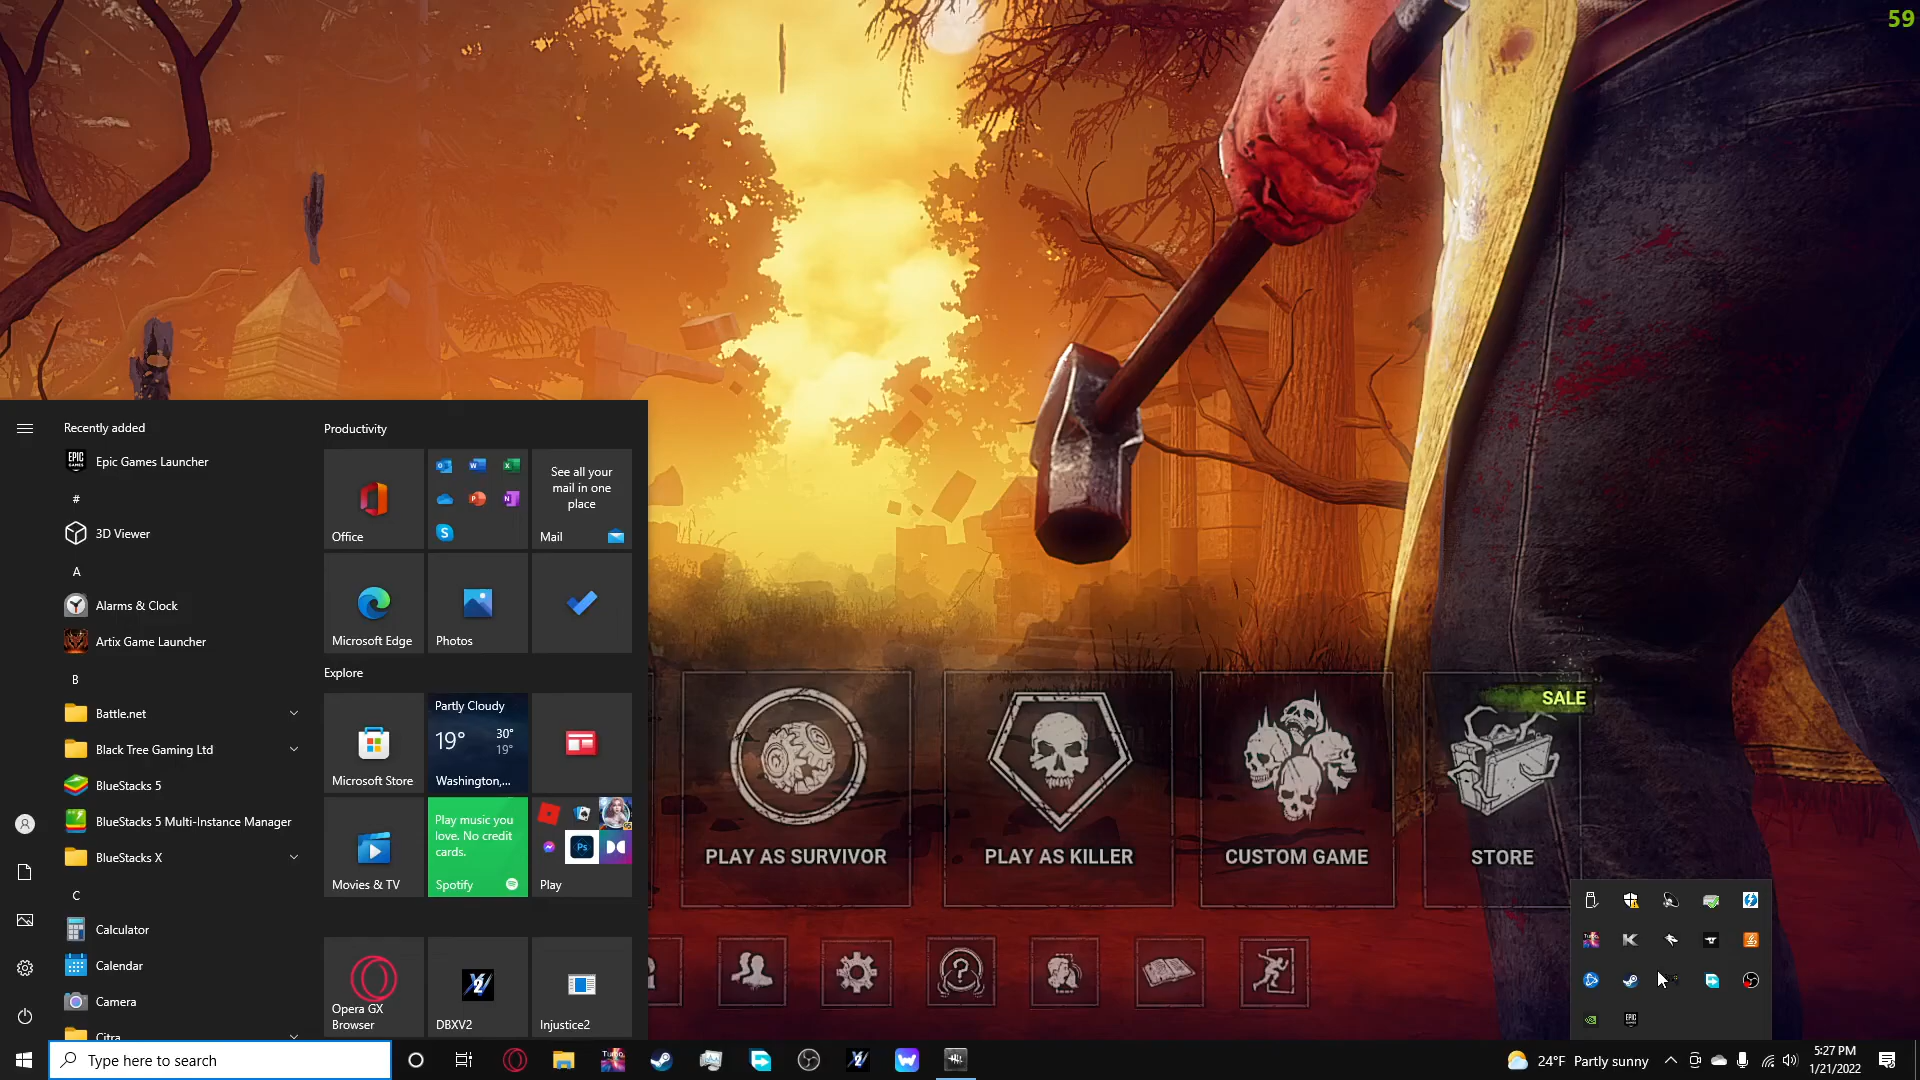 59
Recently added
Epic Games Launcher
#
3D Viewer
A
Alarms & Clock
Artix Game Launcher
B
Battle.net
Black Tree Gaming Ltd
BlueStacks 5
BlueStacks 5 Multi-Instance Manager
BlueStacks X
C
Calculator
Calendar
Camera
Citra
Productivity
Office
See all your
mail in one
place
Mail
Microsoft Edge
Photos
Explore
Microsoft Store
Partly Cloudy
19° 30°
19°
Washington,...
Movies & TV
Play music you
love. No credit
cards.
Spotify
Ps
Play
Opera GX
Browser
DBXV2
Injustice2
PLAY AS SURVIVOR
PLAY AS KILLER
CUSTOM GAME
SALE
STORE
EPIC
GAMES
Type here to search
24°F Partly sunny
5:27 PM
1/21/2022